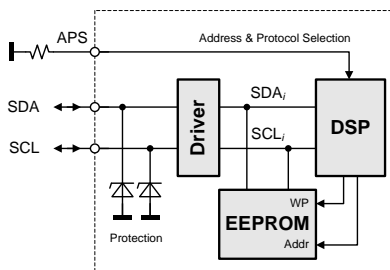 APS
Address & Protocol Selection
SDA
SCL
Driver
SDAi
SCLi
DSP
WP
EEPROM
Addr
Protection